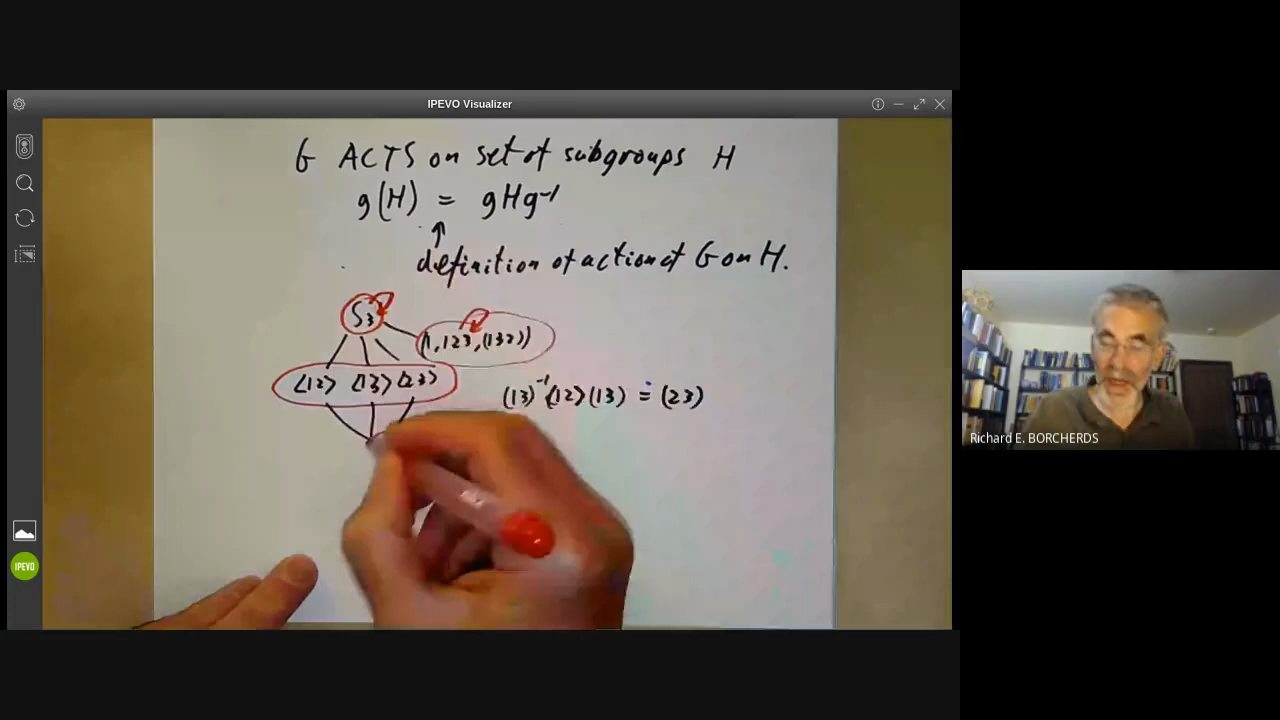 IPEVO Visualizer
G ACTS on set of subgroups H
g(H) = gHg⁻¹
↑
definition of action of G on H.
S₃
(1, 123, (132))
<12> <13> <23>
(13)⁻¹ <12> (13) = (23)
Richard E. BORCHERDS
IPEVO